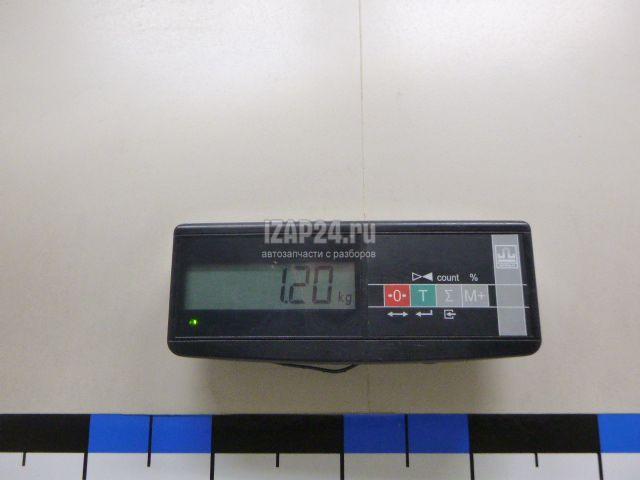 IZAP24.ru
автозапчасти с разборов
1.20 kg
count %
→0← T Σ M+